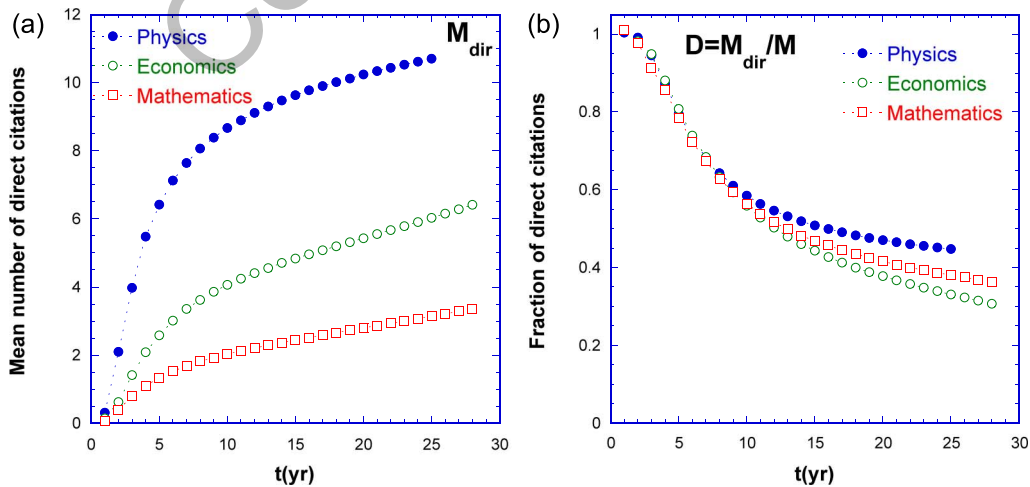 (a)
Physics
Economics
Mathematics
M_dir
Mean number of direct citations
12
10
8
6
4
2
0
0 5 10 15 20 25 30
t(yr)
(b)
D=M_dir/M
Physics
Economics
Mathematics
Fraction of direct citations
1
0.8
0.6
0.4
0.2
0
0 5 10 15 20 25 30
t(yr)